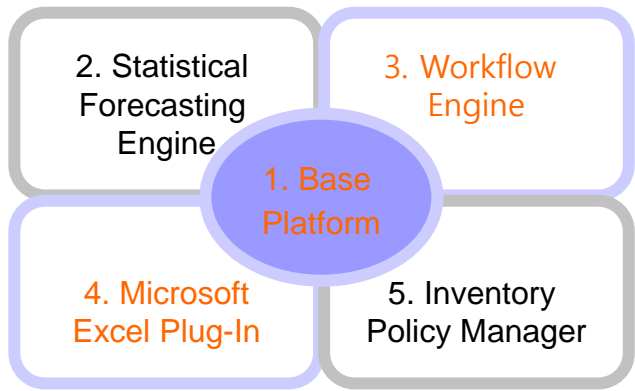 2. Statistical
Forecasting
Engine
3. Workflow
Engine
1. Base
Platform
4. Microsoft
Excel Plug-In
5. Inventory
Policy Manager